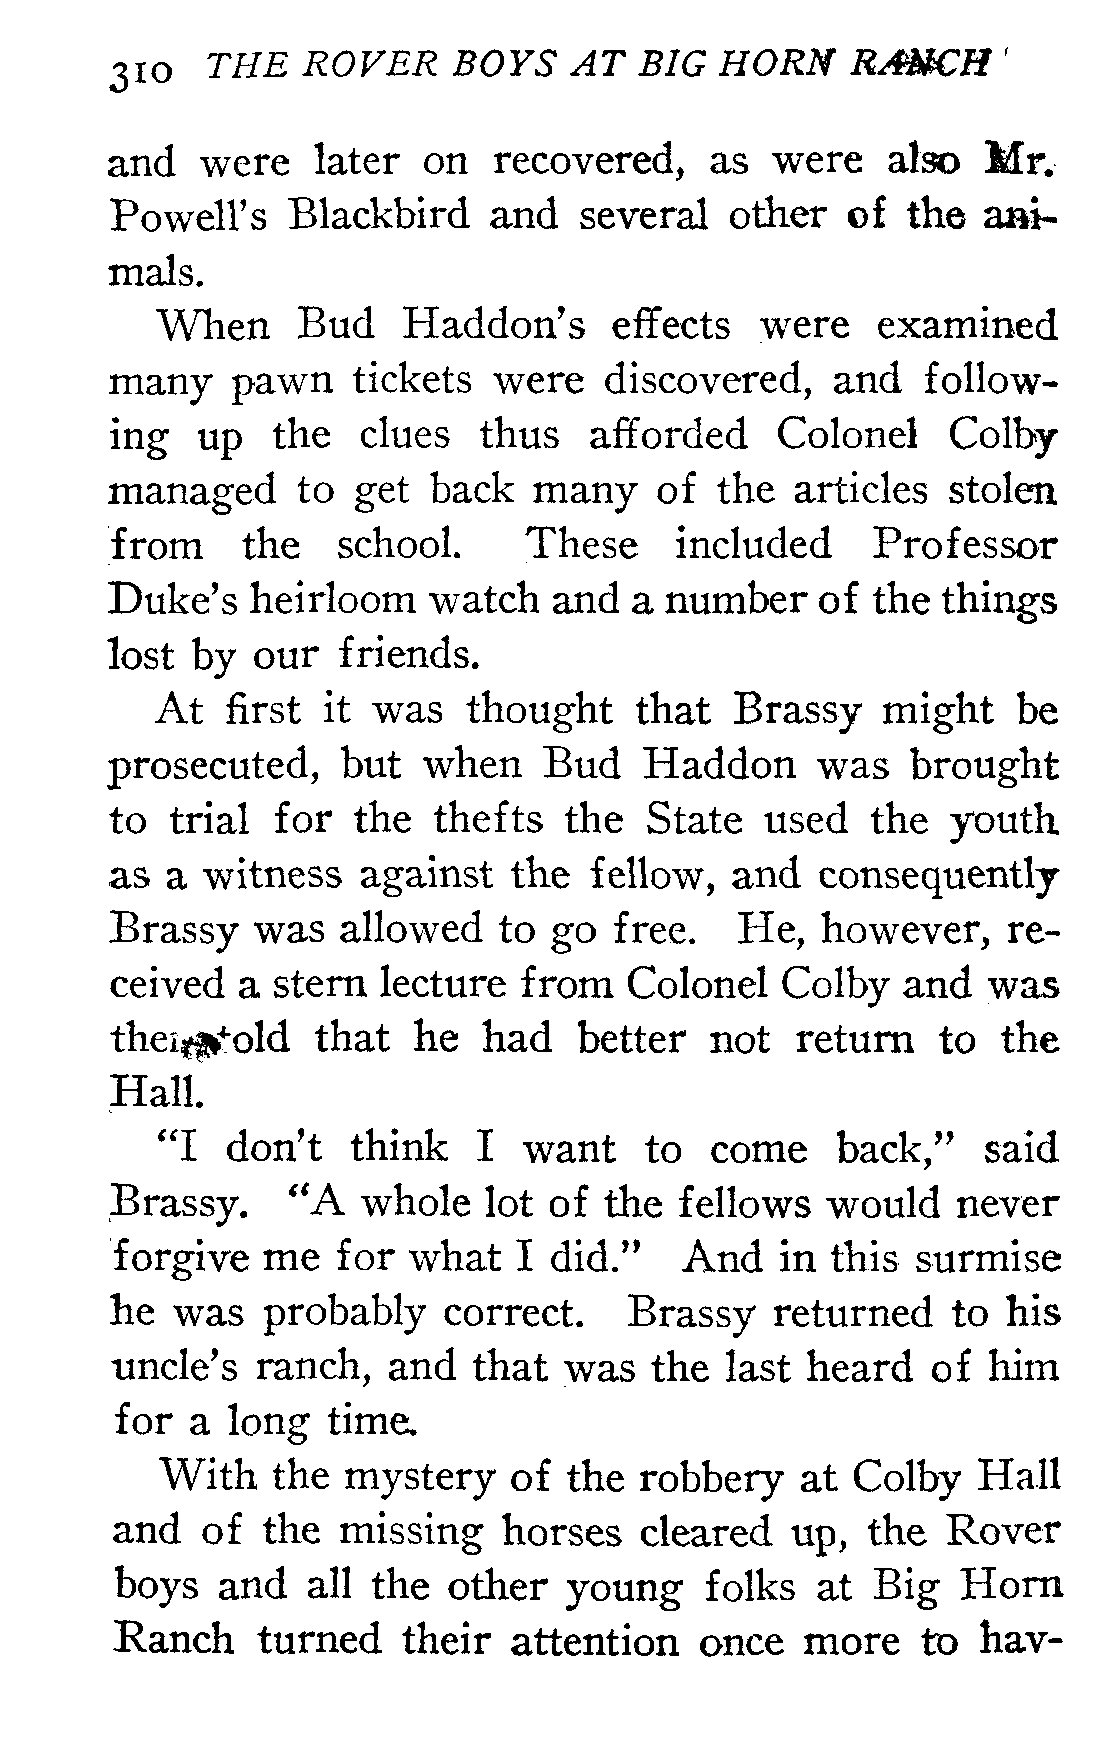 310 THE ROVER BOYS AT BIG HORN RANCH
and were later on recovered, as were also Mr.
Powell's Blackbird and several other of the ani-
mals.
When Bud Haddon's effects were examined
many pawn tickets were discovered, and follow-
ing up the clues thus afforded Colonel Colby
managed to get back many of the articles stolen
from the school. These included Professor
Duke's heirloom watch and a number of the things
lost by our friends.
At first it was thought that Brassy might be
prosecuted, but when Bud Haddon was brought
to trial for the thefts the State used the youth
as a witness against the fellow, and consequently
Brassy was allowed to go free. He, however, re-
ceived a stern lecture from Colonel Colby and was
then told that he had better not return to the
Hall.
"I don't think I want to come back," said
Brassy. "A whole lot of the fellows would never
forgive me for what I did." And in this surmise
he was probably correct. Brassy returned to his
uncle's ranch, and that was the last heard of him
for a long time.
With the mystery of the robbery at Colby Hall
and of the missing horses cleared up, the Rover
boys and all the other young folks at Big Horn
Ranch turned their attention once more to hav-